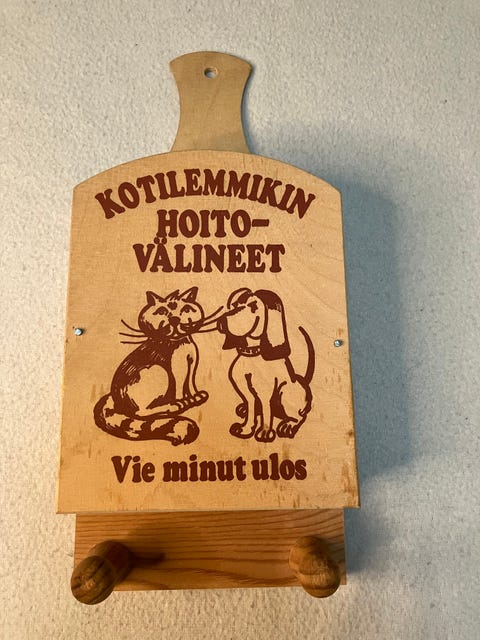 KOTILEMMIKIN
HOITO-
VÄLINEET
Vie minut ulos